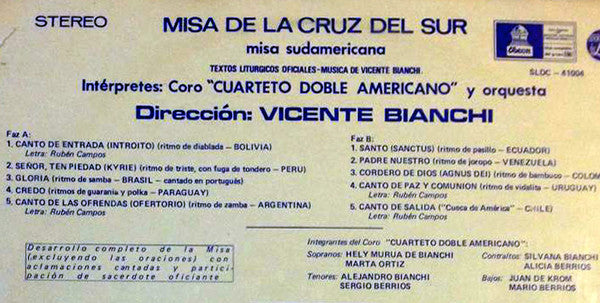 STEREO
MISA DE LA CRUZ DEL SUR
misa sudamericana
TEXTOS LITURGICOS OFICIALES-MUSICA DE VICENTE BIANCHI.
Odeon
SLDC - 41004
Intérpretes: Coro "CUARTETO DOBLE AMERICANO" y orquesta
Dirección: VICENTE BIANCHI
Faz A:
1. CANTO DE ENTRADA (INTROITO) (ritmo de diablada - BOLIVIA)
Letra: Rubén Campos
2. SEÑOR, TEN PIEDAD (KYRIE) (ritmo de triste, con fuga de tondero - PERU)
3. GLORIA (ritmo de samba - BRASIL - cantado en portugués)
4. CREDO (ritmos de guarania y polka - PARAGUAY)
5. CANTO DE LAS OFRENDAS (OFERTORIO) (ritmo de zamba - ARGENTINA)
Letra: Rubén Campos
Faz B:
1. SANTO (SANCTUS) (ritmo de pasillo - ECUADOR)
2. PADRE NUESTRO (ritmo de joropo - VENEZUELA)
3. CORDERO DE DIOS (AGNUS DEI) (ritmo de bambuco - COLOM
4. CANTO DE PAZ Y COMUNION (ritmo de vidalita - URUGUAY)
Letra: Rubén Campos
5. CANTO DE SALIDA ("Cueca de América" - CHILE)
Letra: Rubén Campos
Desarrollo completo de la Misa
(excluyendo las oraciones) con
aclamaciones cantadas y partici-
pación de sacerdote oficiante
Integrantes del Coro "CUARTETO DOBLE AMERICANO":
Sopranos: HELY MURUA DE BIANCHI
MARTA ORTIZ
Contraltos: SILVANA BIANCHI
ALICIA BERRIOS
Tenores: ALEJANDRO BIANCHI
SERGIO BERRIOS
Bajos: JUAN DE KROM
MARIO BERRIOS